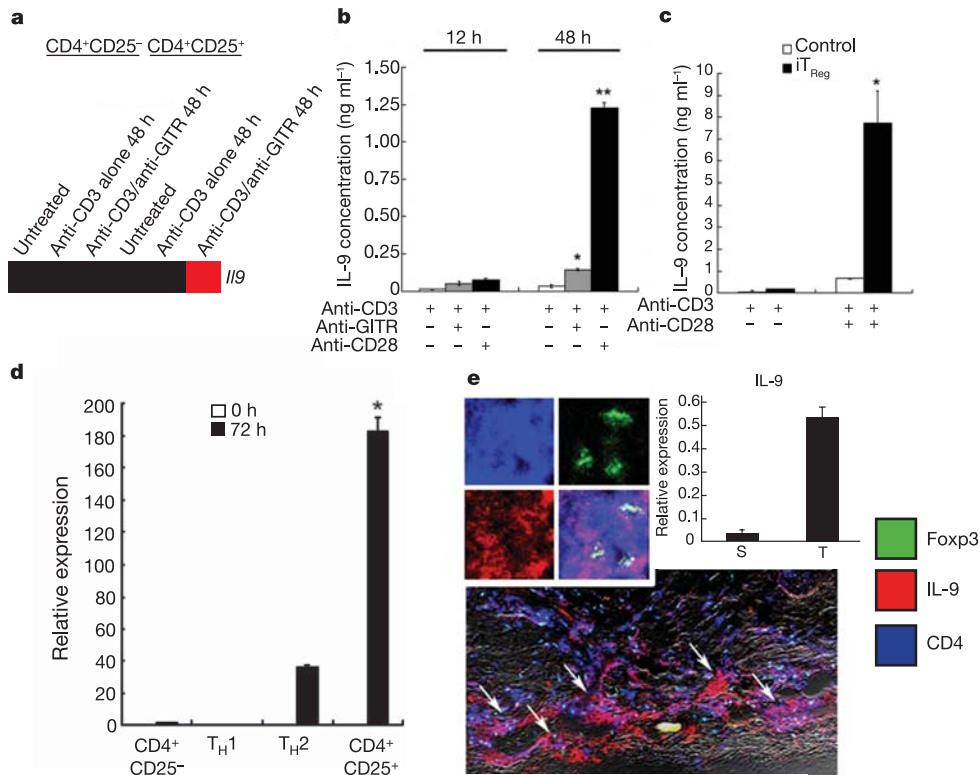 a
CD4⁺CD25⁻ CD4⁺CD25⁺
Untreated
Anti-CD3 alone 48 h
Anti-CD3/anti-GITR 48 h
Untreated
Anti-CD3 alone 48 h
Anti-CD3/anti-GITR 48 h
Il9
b
12 h 48 h
IL-9 concentration (ng ml⁻¹)
1.50
1.25
1.00
0.75
0.50
0.25
0
*
**
Anti-CD3 + + + + + +
Anti-GITR – + – – + –
Anti-CD28 – – + – – +
c
Control
iT_Reg
IL-9 concentration (ng ml⁻¹)
10
9
8
7
6
5
4
3
2
1
0
*
Anti-CD3 + + + +
Anti-CD28 – – + +
d
0 h
72 h
Relative expression
200
180
160
140
120
100
80
60
40
20
0
*
CD4⁺ CD25⁻
T_H1
T_H2
CD4⁺ CD25⁺
e
IL-9
Relative expression
0.6
0.5
0.4
0.3
0.2
0.1
0
S T
Foxp3
IL-9
CD4